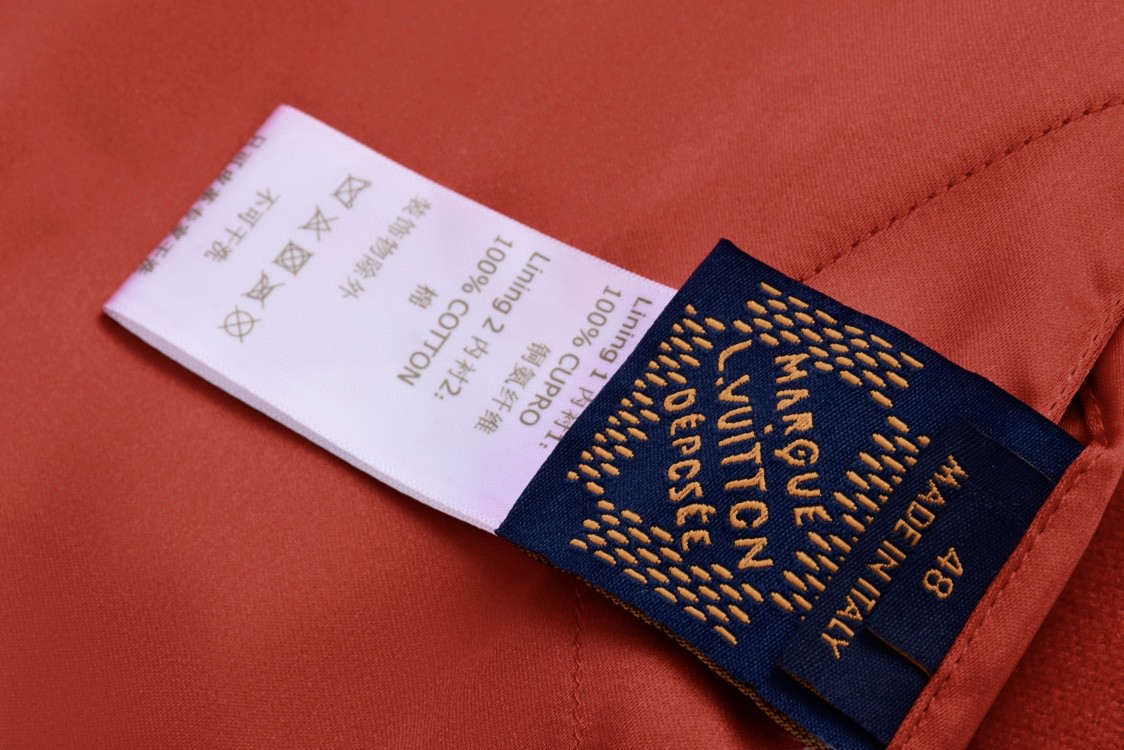 48
MADE IN ITALY
MARQUE
L.VUITTON
DÉPOSÉE
Lining 1 内衬1:
100% CUPRO
铜氨纤维
Lining 2 内衬2:
100% COTTON
棉
装饰物除外
不可干洗